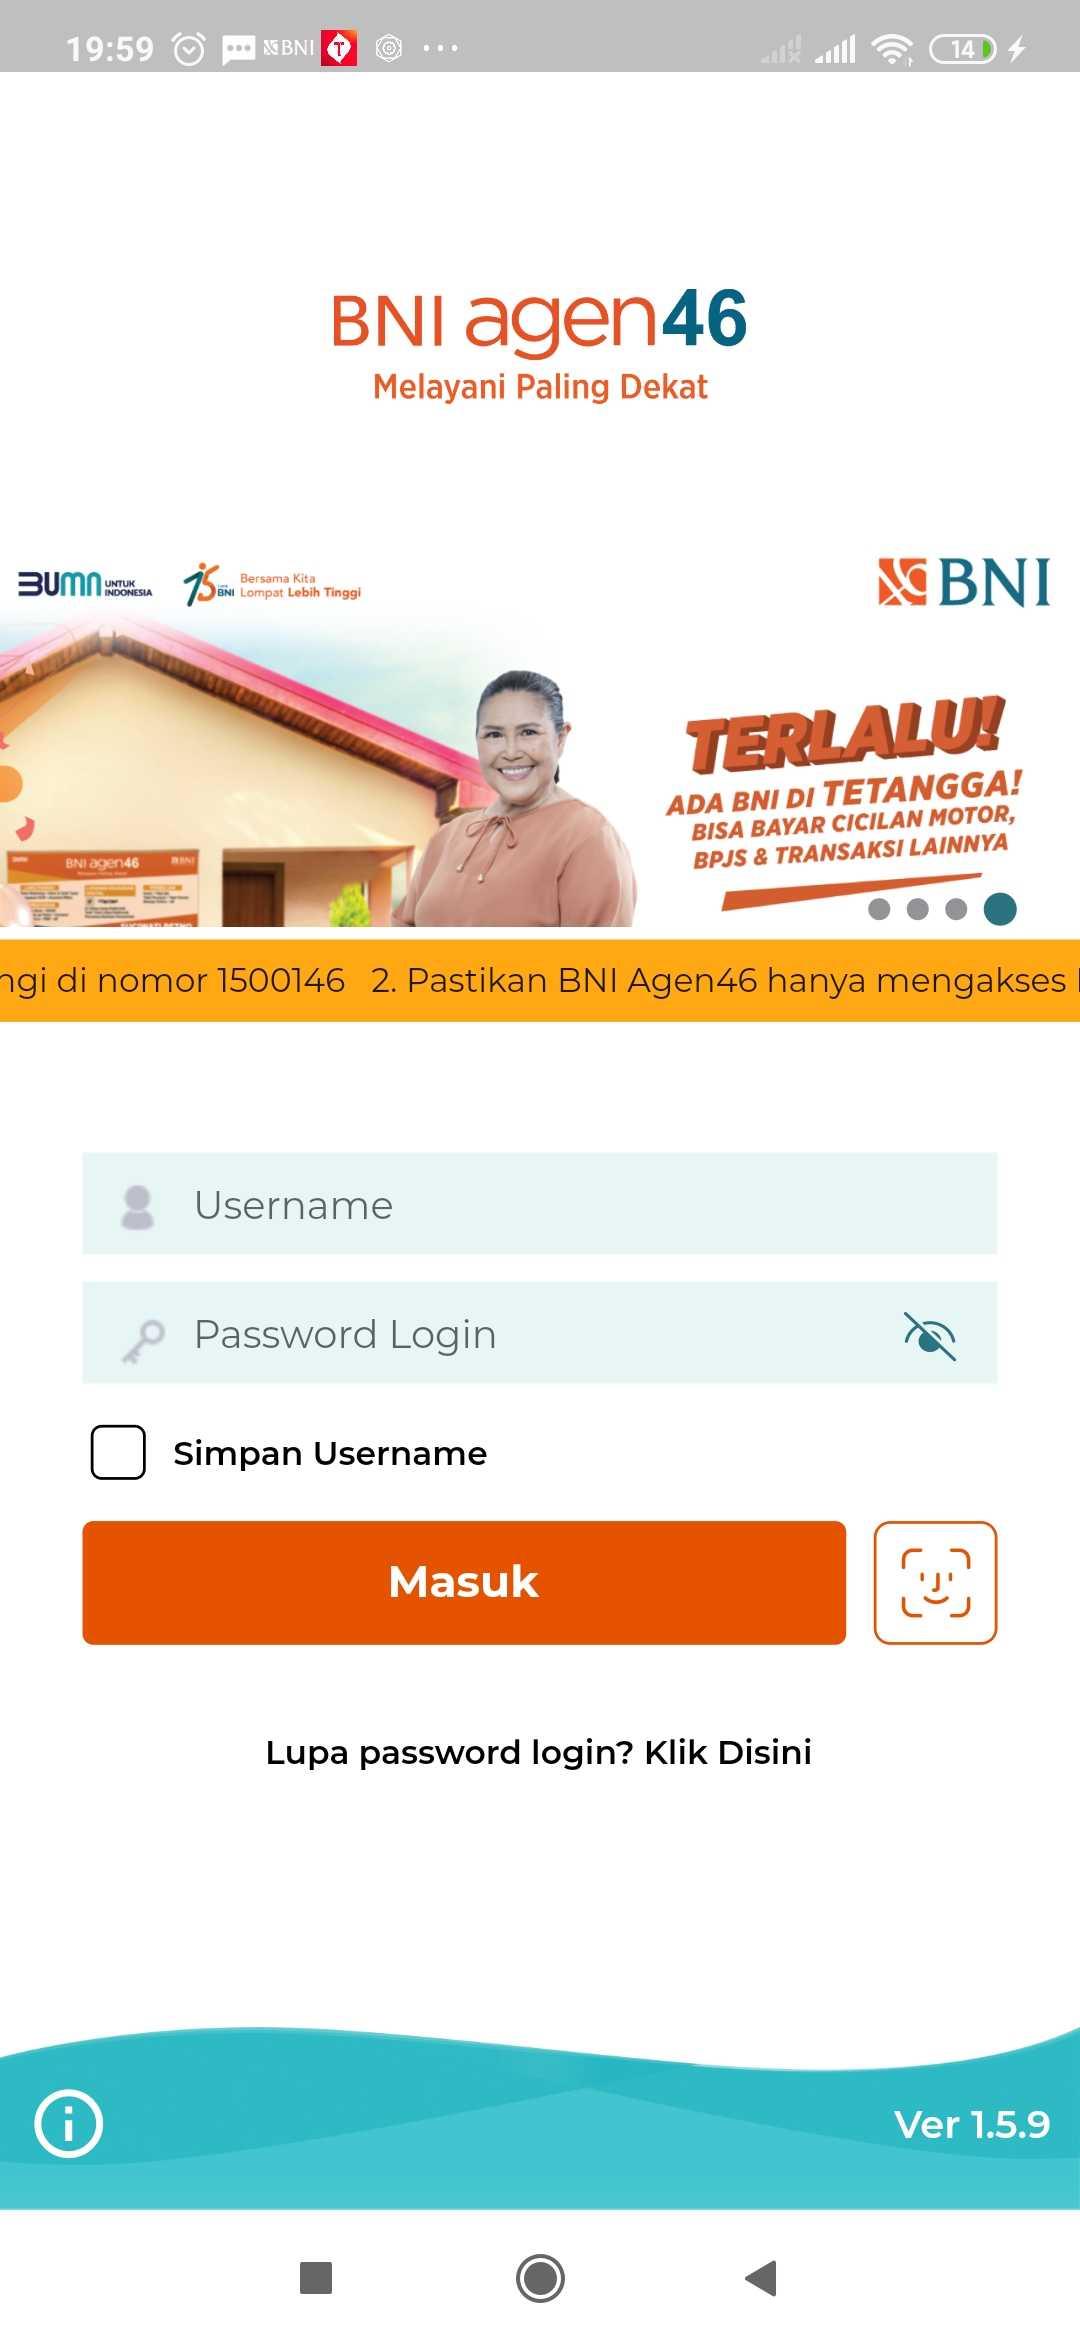 19:59
BNI
T
14
BNI agen46
Melayani Paling Dekat
BUMN UNTUK INDONESIA
75 BNI Bersama Kita Lompat Lebih Tinggi
BNI
TERLALU!
ADA BNI DI TETANGGA!
BISA BAYAR CICILAN MOTOR,
BPJS & TRANSAKSI LAINNYA
BNI agen46
BNI
ngi di nomor 1500146 2. Pastikan BNI Agen46 hanya mengakses
Username
Password Login
Simpan Username
Masuk
Lupa password login? Klik Disini
Ver 1.5.9